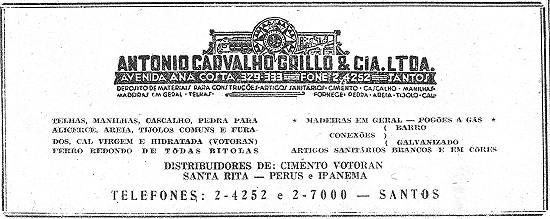 ANTONIO CARVALHO GRILLO & CIA. LTDA.
AVENIDA ANA COSTA, 329-333 FONE: 2,4252 SANTOS
DEPOSITO DE MATERIAIS PARA CONSTRUÇÕES • ARTIGOS SANITÁRIOS • CIMENTO • CASCALHO • MANILHAS
MADEIRAS EM GERAL • TELHAS • FORNECE: PEDRA • AREIA • TIJOLO • CAL
TELHAS, MANILHAS, CASCALHO, PEDRA PARA
ALICERCE, AREIA, TIJOLOS COMUNS E FURA-
DOS, CAL VIRGEM E HIDRATADA (VOTORAN)
FERRO REDONDO DE TÔDAS BITOLAS
* MADEIRAS EM GERAL — FOGÕES A GÁS *
( BARRO
CONEXÕES )
( GALVANIZADO
ARTIGOS SANITÁRIOS BRANCOS E EM CÔRES
DISTRIBUIDORES DE: CIMENTO VOTORAN
SANTA RITA — PERUS e IPANEMA
TELEFONES: 2-4252 e 2-7000 — SANTOS